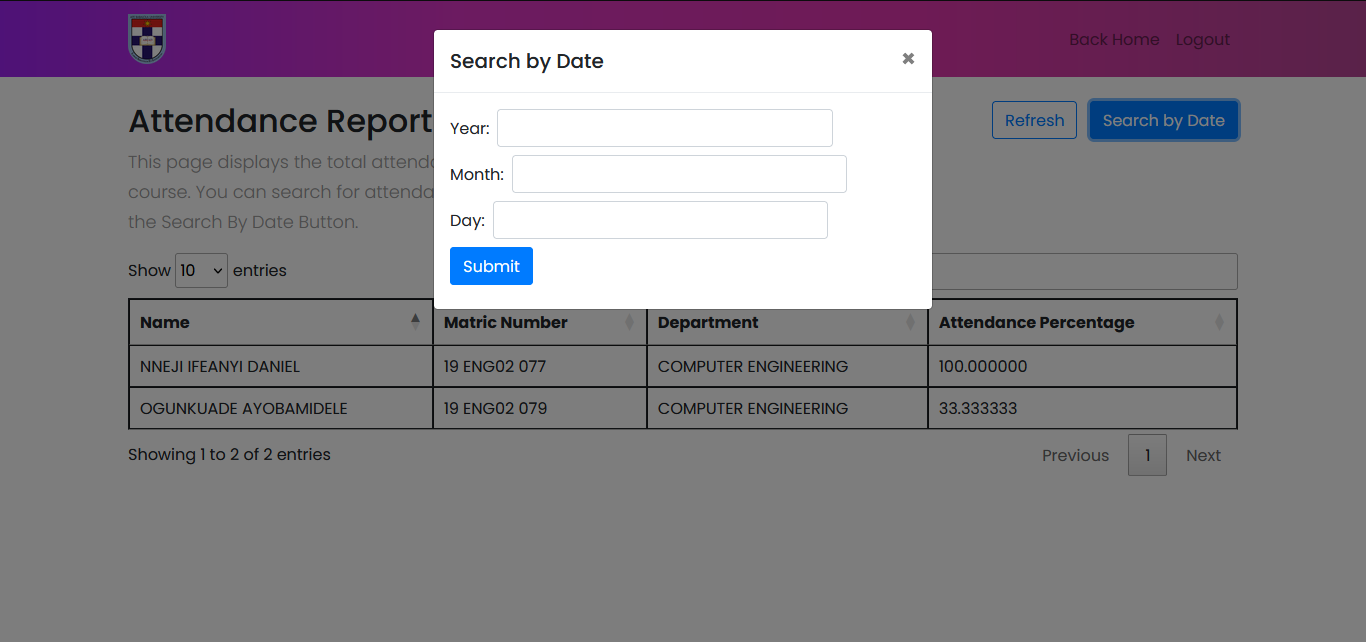 Back Home Logout
Search by Date ×
Year:
Month:
Day:
Submit
Attendance Report
Refresh Search by Date
This page displays the total attenda
course. You can search for attenda
the Search By Date Button.
Show 10 entries
Name Matric Number Department Attendance Percentage
NNEJI IFEANYI DANIEL 19 ENG02 077 COMPUTER ENGINEERING 100.000000
OGUNKUADE AYOBAMIDELE 19 ENG02 079 COMPUTER ENGINEERING 33.333333
Showing 1 to 2 of 2 entries Previous 1 Next